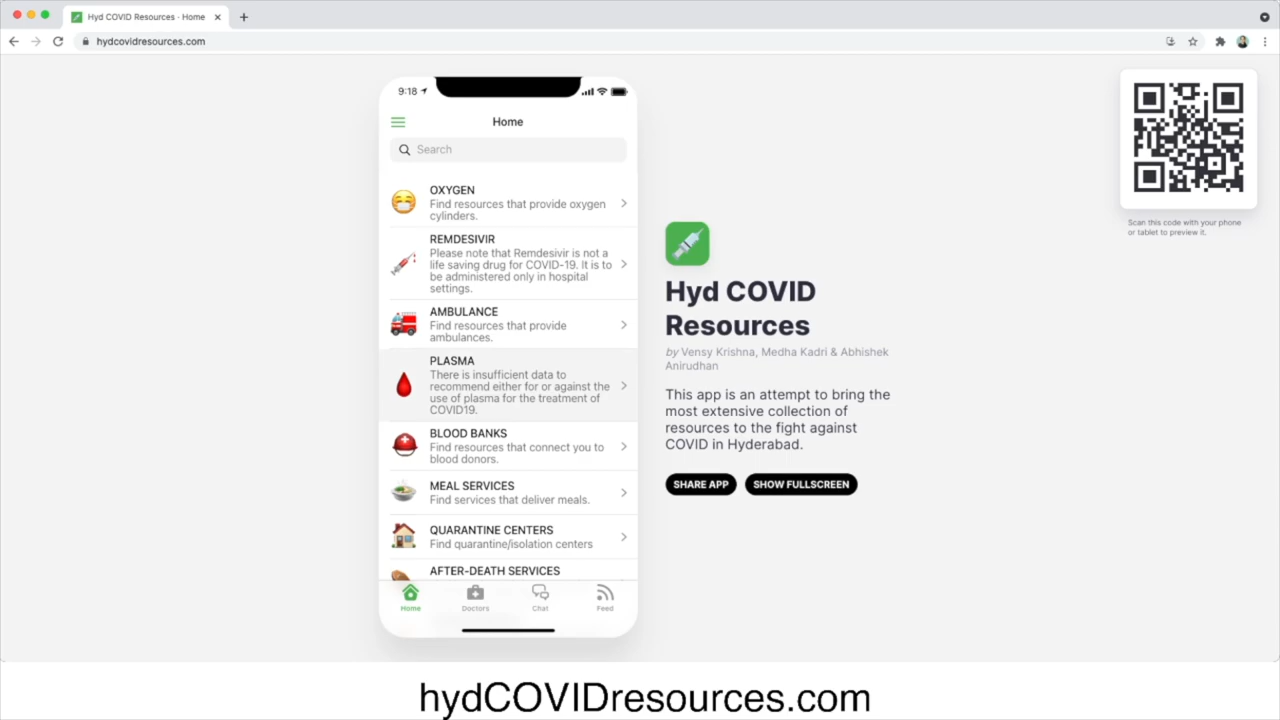 Hyd COVID Resources · Home
hydcovidresources.com
9:18
Home
Search
OXYGEN
Find resources that provide oxygen
cylinders.
REMDESIVIR
Please note that Remdesivir is not a
life saving drug for COVID-19. It is to
be administered only in hospital
settings.
AMBULANCE
Find resources that provide
ambulances.
PLASMA
There is insufficient data to
recommend either for or against the
use of plasma for the treatment of
COVID19.
BLOOD BANKS
Find resources that connect you to
blood donors.
MEAL SERVICES
Find services that deliver meals.
QUARANTINE CENTERS
Find quarantine/isolation centers
AFTER-DEATH SERVICES
Home Doctors Chat Feed
Hyd COVID
Resources
by Vensy Krishna, Medha Kadri & Abhishek
Anirudhan
This app is an attempt to bring the
most extensive collection of
resources to the fight against
COVID in Hyderabad.
SHARE APP SHOW FULLSCREEN
Scan this code with your phone
or tablet to preview it.
hydCOVIDresources.com